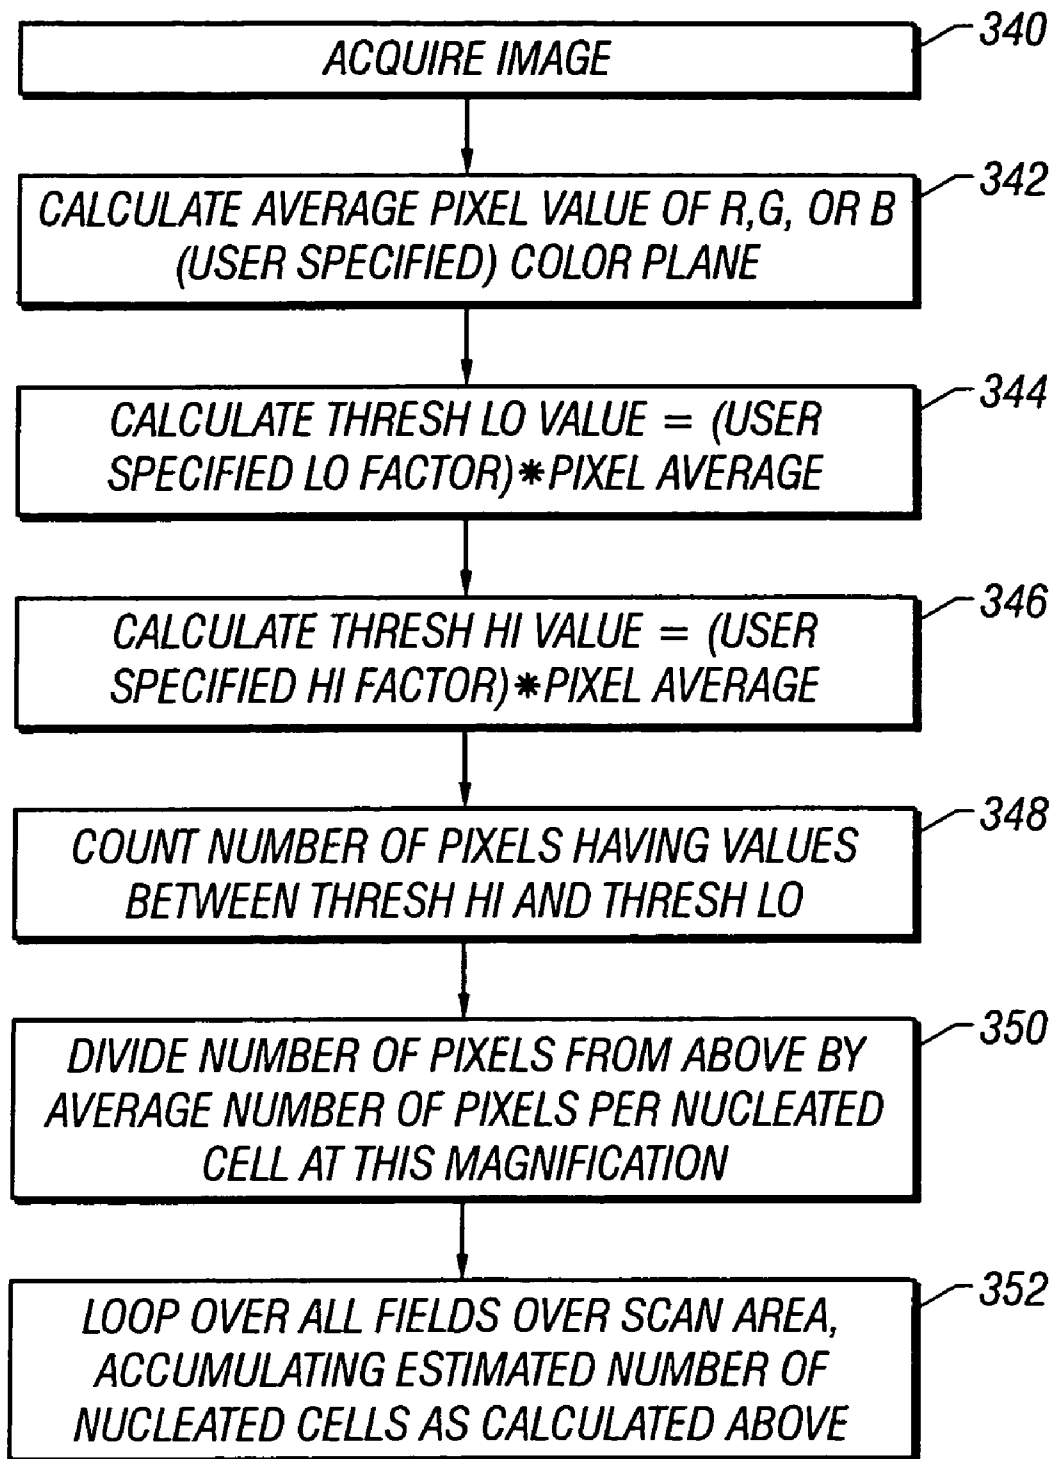 ACQUIRE IMAGE
340
CALCULATE AVERAGE PIXEL VALUE OF R,G, OR B
(USER SPECIFIED) COLOR PLANE
342
CALCULATE THRESH LO VALUE = (USER
SPECIFIED LO FACTOR)*PIXEL AVERAGE
344
CALCULATE THRESH HI VALUE = (USER
SPECIFIED HI FACTOR)*PIXEL AVERAGE
346
COUNT NUMBER OF PIXELS HAVING VALUES
BETWEEN THRESH HI AND THRESH LO
348
DIVIDE NUMBER OF PIXELS FROM ABOVE BY
AVERAGE NUMBER OF PIXELS PER NUCLEATED
CELL AT THIS MAGNIFICATION
350
LOOP OVER ALL FIELDS OVER SCAN AREA,
ACCUMULATING ESTIMATED NUMBER OF
NUCLEATED CELLS AS CALCULATED ABOVE
352